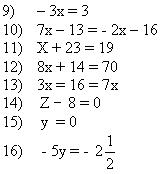 9) – 3x = 3
10) 7x – 13 = - 2x – 16
11) X + 23 = 19
12) 8x + 14 = 70
13) 3x = 16 = 7x
14) Z – 8 = 0
15) y = 0
16) - 5y = - 2 1/2